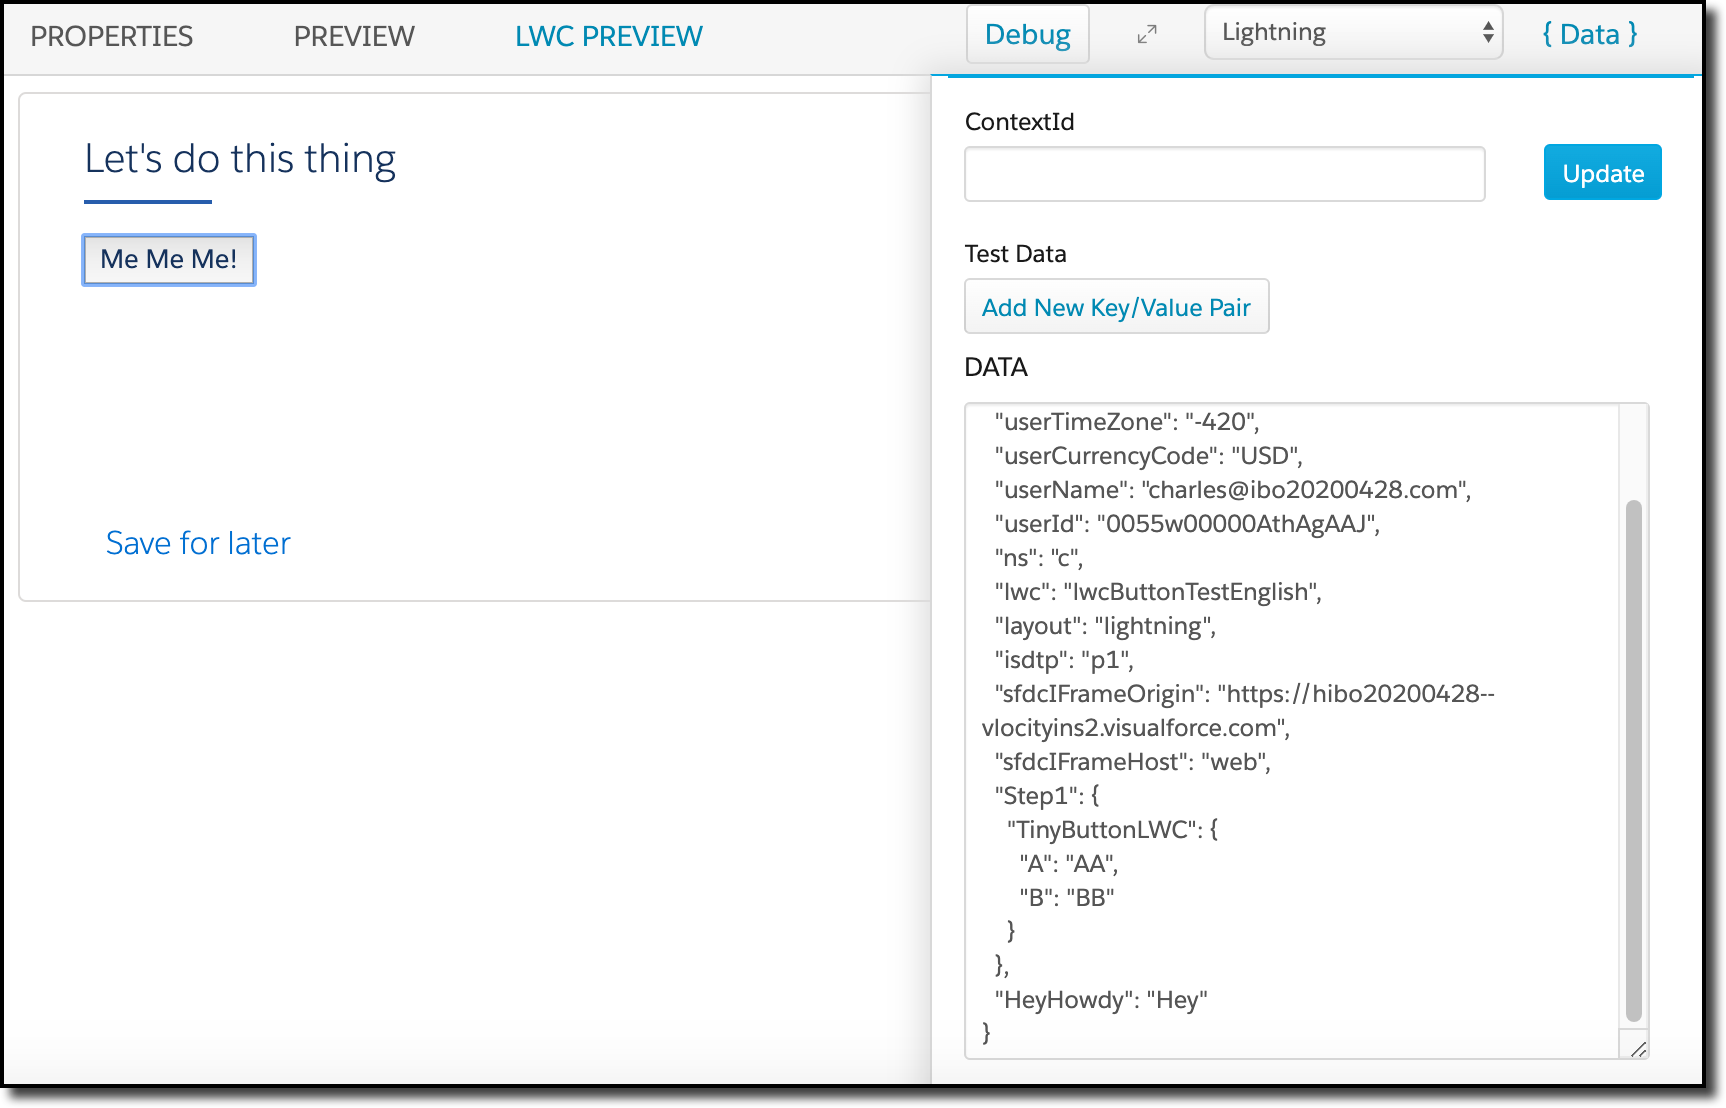 PROPERTIES PREVIEW LWC PREVIEW Debug Lightning { Data }
Let's do this thing
Me Me Me!
Save for later
ContextId
Update
Test Data
Add New Key/Value Pair
DATA
"userTimeZone": "-420",
"userCurrencyCode": "USD",
"userName": "charles@ibo20200428.com",
"userId": "0055w00000AthAgAAJ",
"ns": "c",
"lwc": "lwcButtonTestEnglish",
"layout": "lightning",
"isdtp": "p1",
"sfdcIFrameOrigin": "https://hibo20200428--
vlocityins2.visualforce.com",
"sfdcIFrameHost": "web",
"Step1": {
"TinyButtonLWC": {
"A": "AA",
"B": "BB"
}
},
"HeyHowdy": "Hey"
}